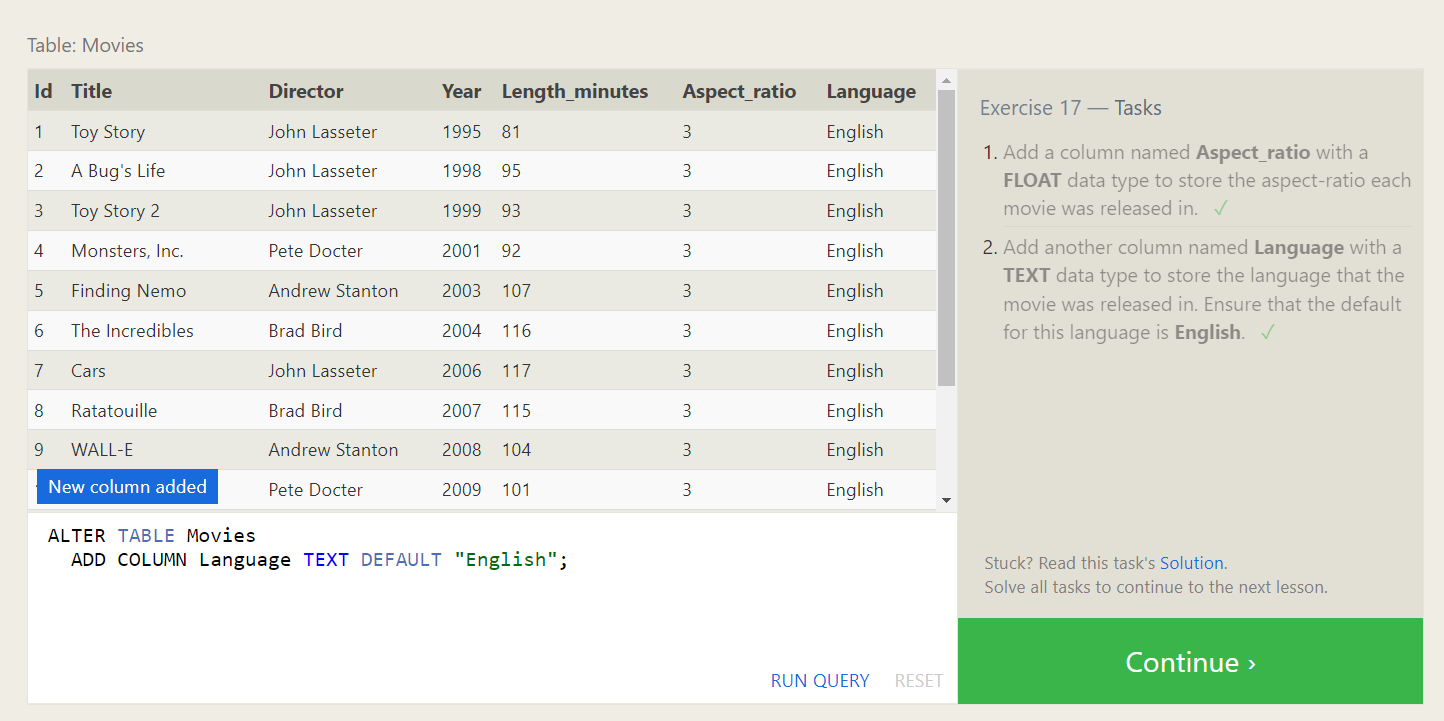 Table: Movies
Id Title Director Year Length_minutes Aspect_ratio Language
1 Toy Story John Lasseter 1995 81 3 English
2 A Bug's Life John Lasseter 1998 95 3 English
3 Toy Story 2 John Lasseter 1999 93 3 English
4 Monsters, Inc. Pete Docter 2001 92 3 English
5 Finding Nemo Andrew Stanton 2003 107 3 English
6 The Incredibles Brad Bird 2004 116 3 English
7 Cars John Lasseter 2006 117 3 English
8 Ratatouille Brad Bird 2007 115 3 English
9 WALL-E Andrew Stanton 2008 104 3 English
New column added Pete Docter 2009 101 3 English
ALTER TABLE Movies
ADD COLUMN Language TEXT DEFAULT "English";
RUN QUERY RESET
Exercise 17 — Tasks
1. Add a column named Aspect_ratio with a
FLOAT data type to store the aspect-ratio each
movie was released in. ✓
2. Add another column named Language with a
TEXT data type to store the language that the
movie was released in. Ensure that the default
for this language is English. ✓
Stuck? Read this task's Solution.
Solve all tasks to continue to the next lesson.
Continue ›